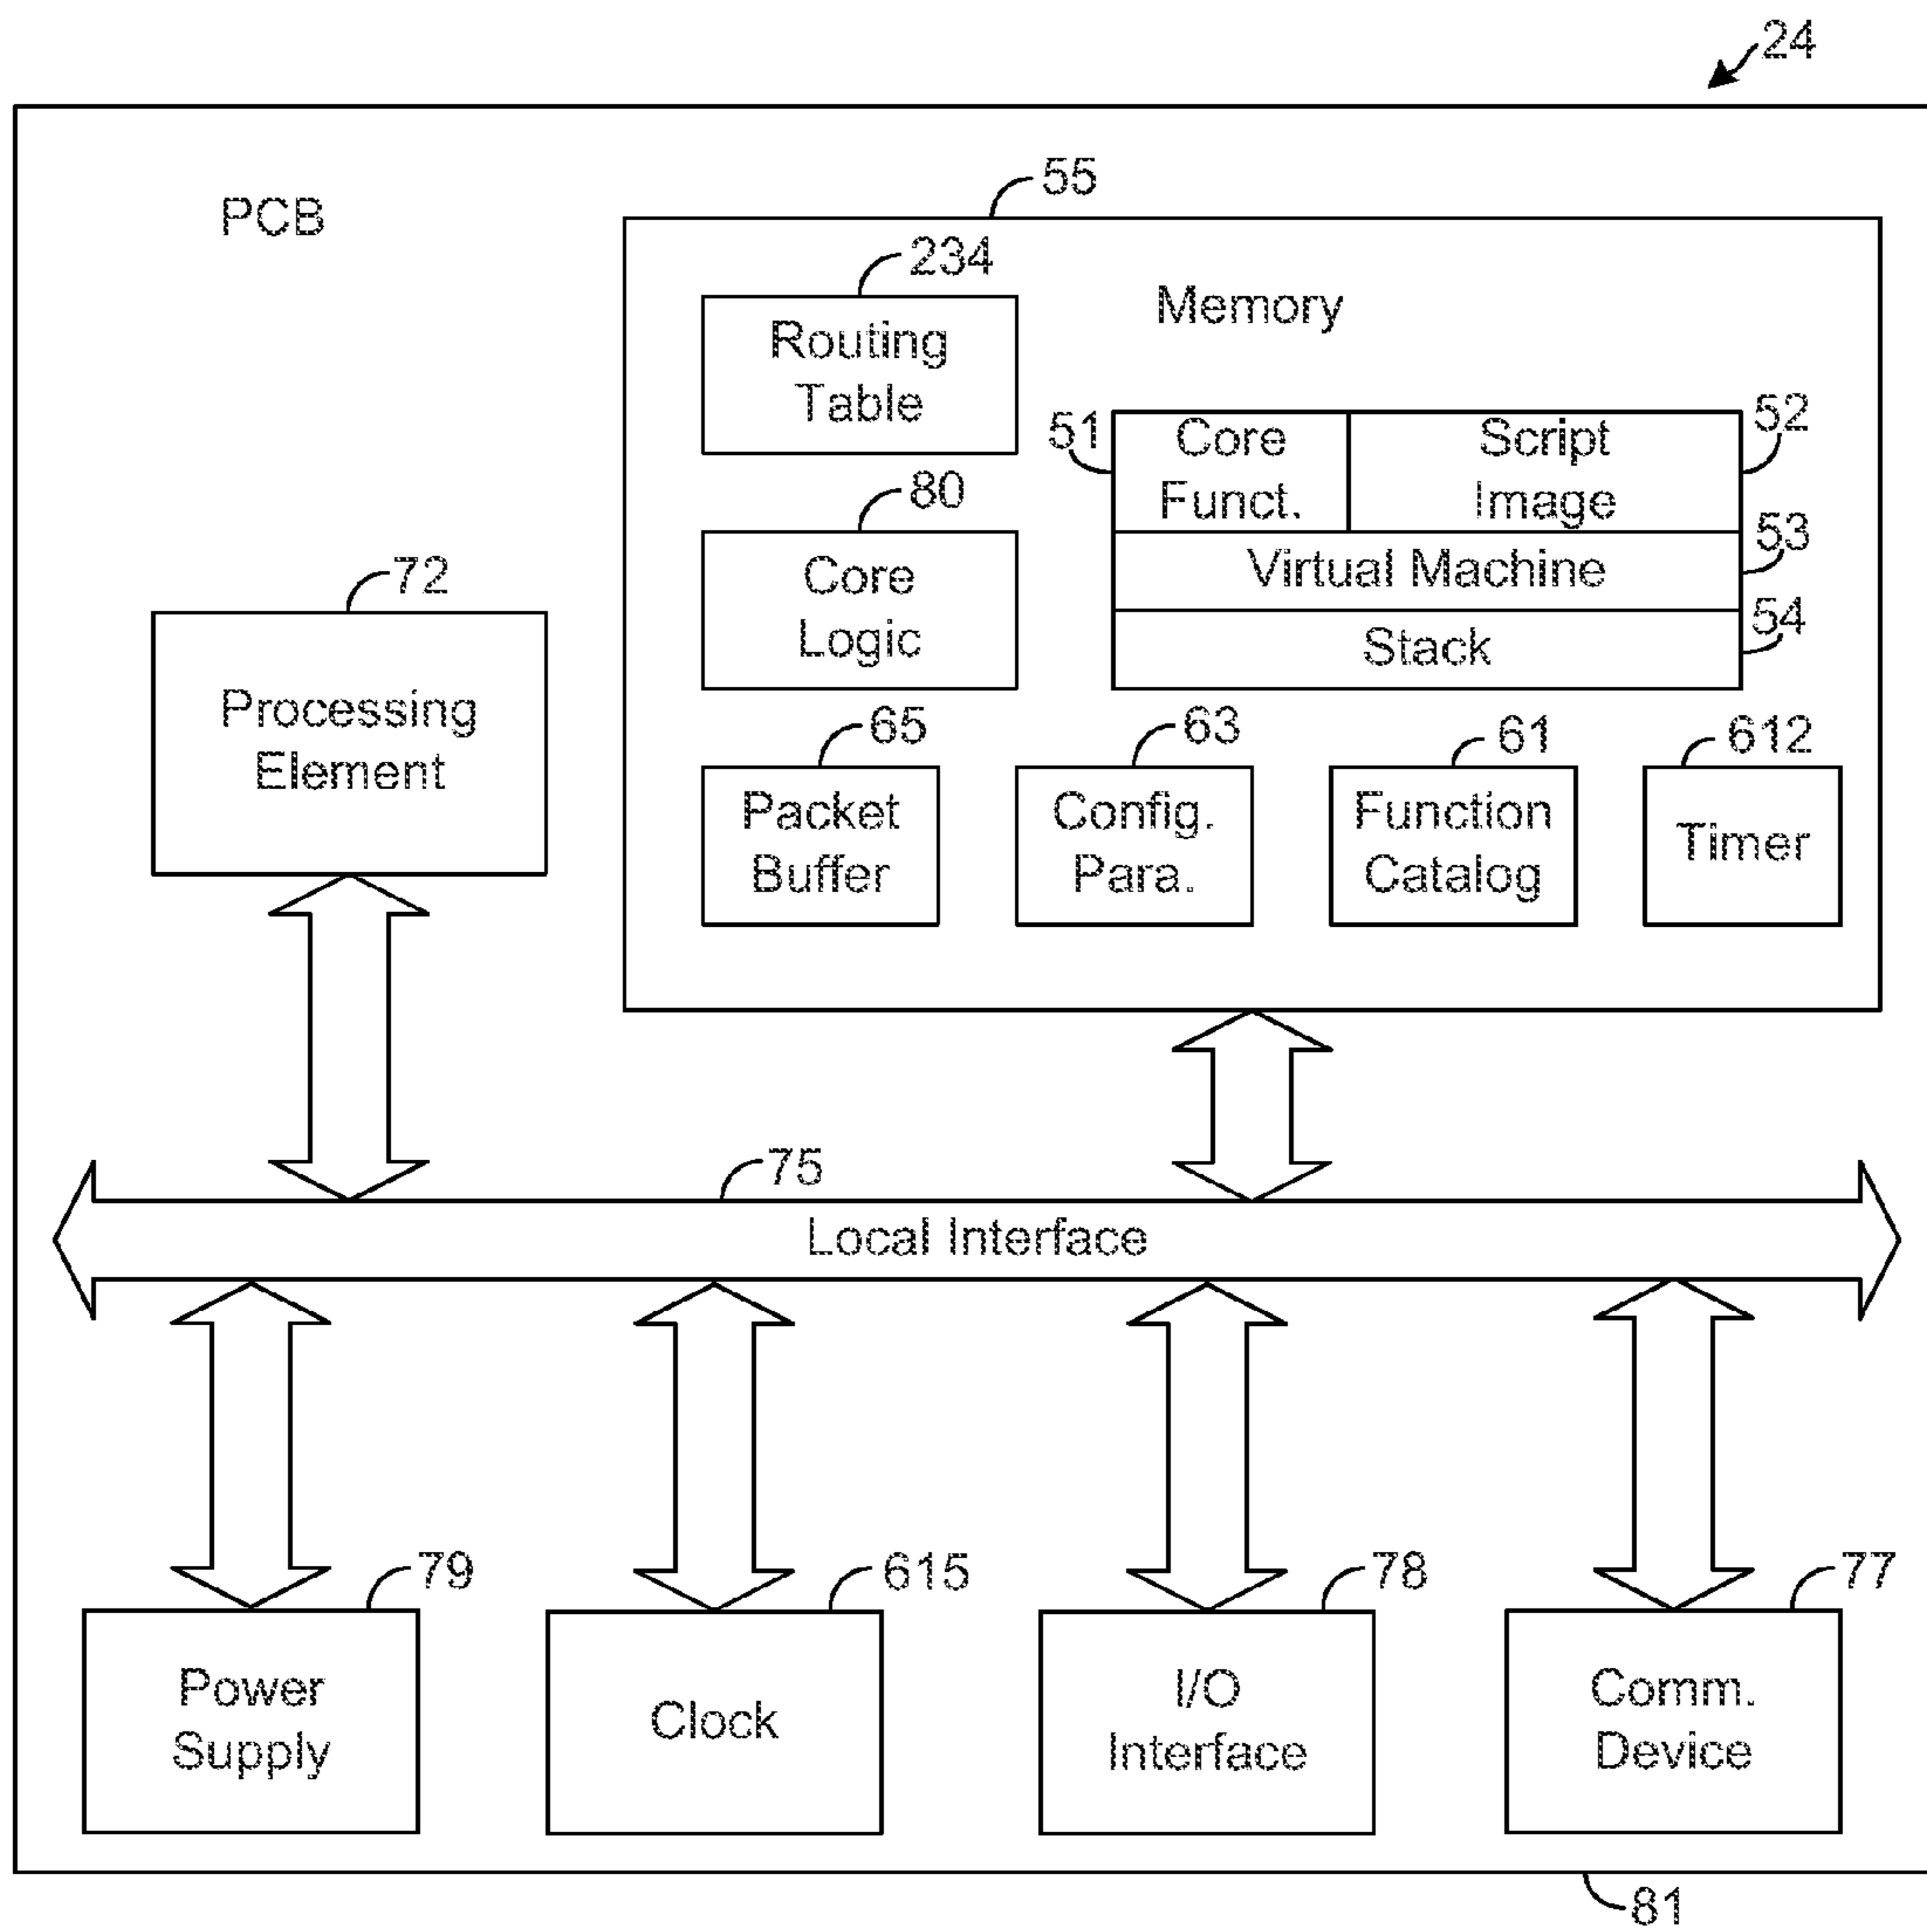 24
PCB
55
234
Memory
Routing
Table
51
Core
Funct.
Script
Image
52
80
Core
Logic
Virtual Machine
53
Stack
54
72
Processing
Element
65
Packet
Buffer
63
Config.
Para.
61
Function
Catalog
612
Timer
75
Local Interface
79
Power
Supply
615
Clock
78
I/O
Interface
77
Comm.
Device
81